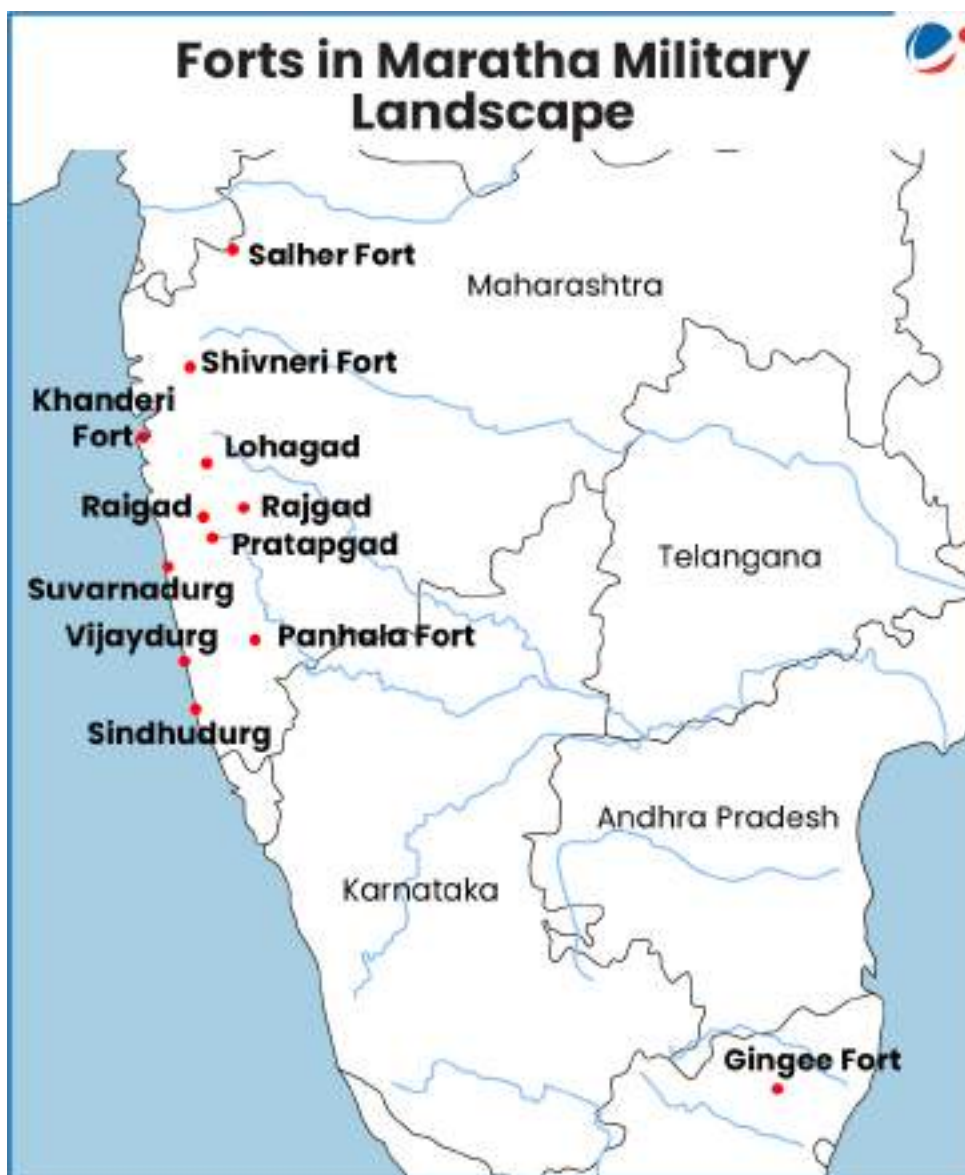 Forts in Maratha Military
Landscape
Salher Fort
Maharashtra
Shivneri Fort
Khanderi
Fort
Lohagad
Raigad
Rajgad
Pratapgad
Telangana
Suvarnadurg
Vijaydurg
Panhala Fort
Sindhudurg
Andhra Pradesh
Karnataka
Gingee Fort